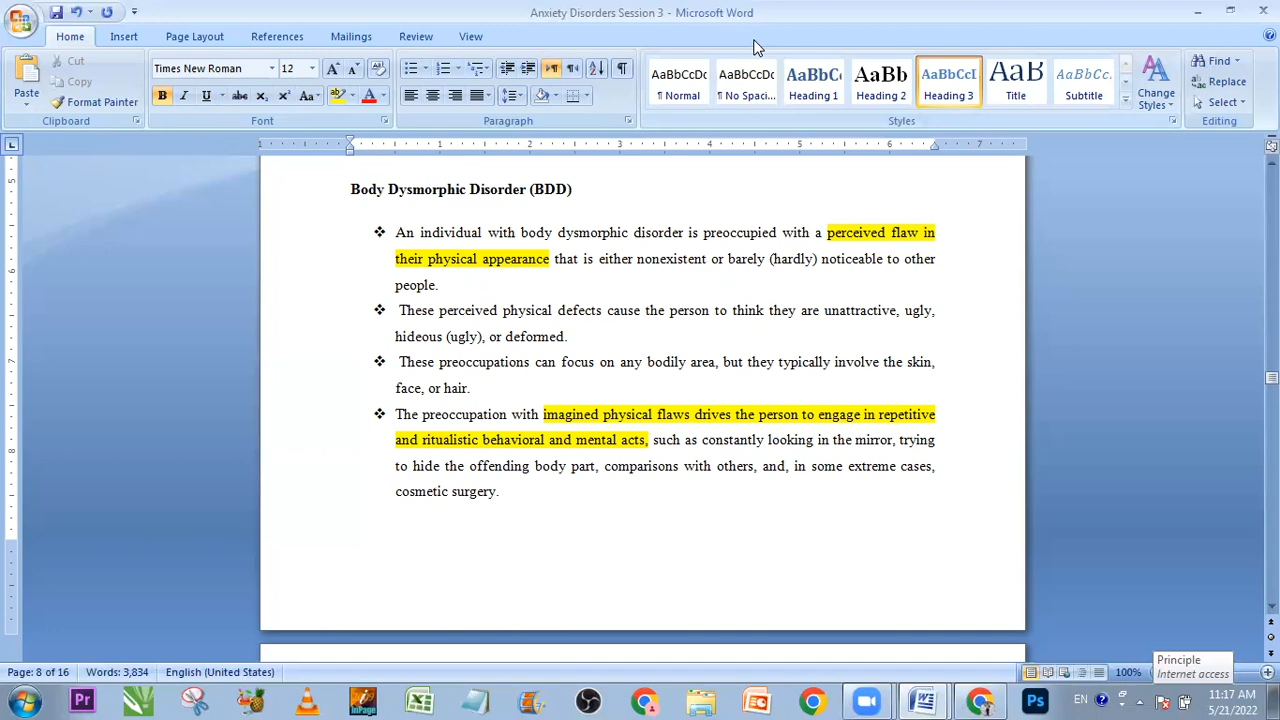 Anxiety Disorders Session 3 - Microsoft Word
Home Insert Page Layout References Mailings Review View
Paste
Cut
Copy
Format Painter
Clipboard
Times New Roman 12
Font
Paragraph
AaBbCcDc AaBbCcDc AaBbC AaBb AaBbCcI AaB AaBbCc.
¶ Normal ¶ No Spaci... Heading 1 Heading 2 Heading 3 Title Subtitle
Styles
Change
Styles
Find
Replace
Select
Editing
1 1 2 3 4 5 6 7
Body Dysmorphic Disorder (BDD)
❖ An individual with body dysmorphic disorder is preoccupied with a perceived flaw in
their physical appearance that is either nonexistent or barely (hardly) noticeable to other
people.
❖ These perceived physical defects cause the person to think they are unattractive, ugly,
hideous (ugly), or deformed.
❖ These preoccupations can focus on any bodily area, but they typically involve the skin,
face, or hair.
❖ The preoccupation with imagined physical flaws drives the person to engage in repetitive
and ritualistic behavioral and mental acts, such as constantly looking in the mirror, trying
to hide the offending body part, comparisons with others, and, in some extreme cases,
cosmetic surgery.
Page: 8 of 16 Words: 3,834 English (United States) 100%
Principle
Internet access
EN 11:17 AM
5/21/2022